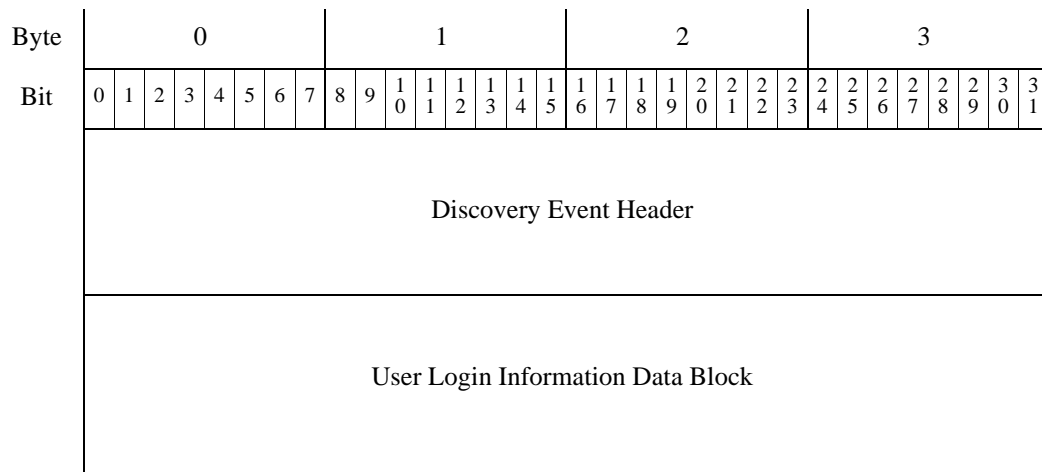 Byte 0 1 2 3
Bit 0 1 2 3 4 5 6 7 8 9 10 11 12 13 14 15 16 17 18 19 20 21 22 23 24 25 26 27 28 29 30 31
Discovery Event Header
User Login Information Data Block